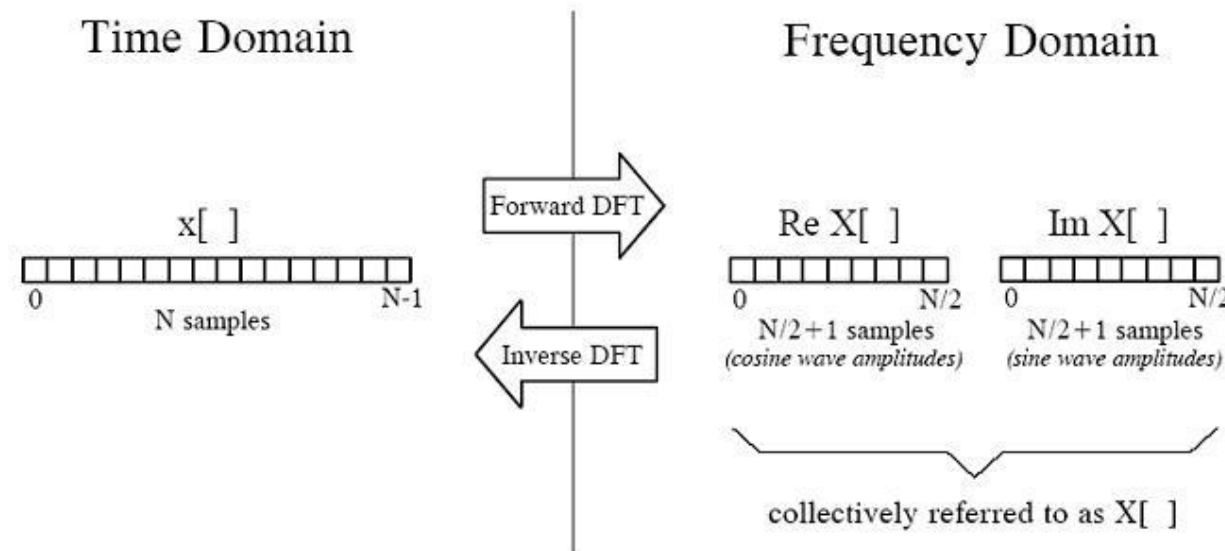 Time Domain
Frequency Domain
Forward DFT
x[ ]
Re X[ ]
Im X[ ]
0
N-1
N samples
0
N/2
0
N/2
Inverse DFT
N/2+1 samples
(cosine wave amplitudes)
N/2+1 samples
(sine wave amplitudes)
collectively referred to as X[ ]